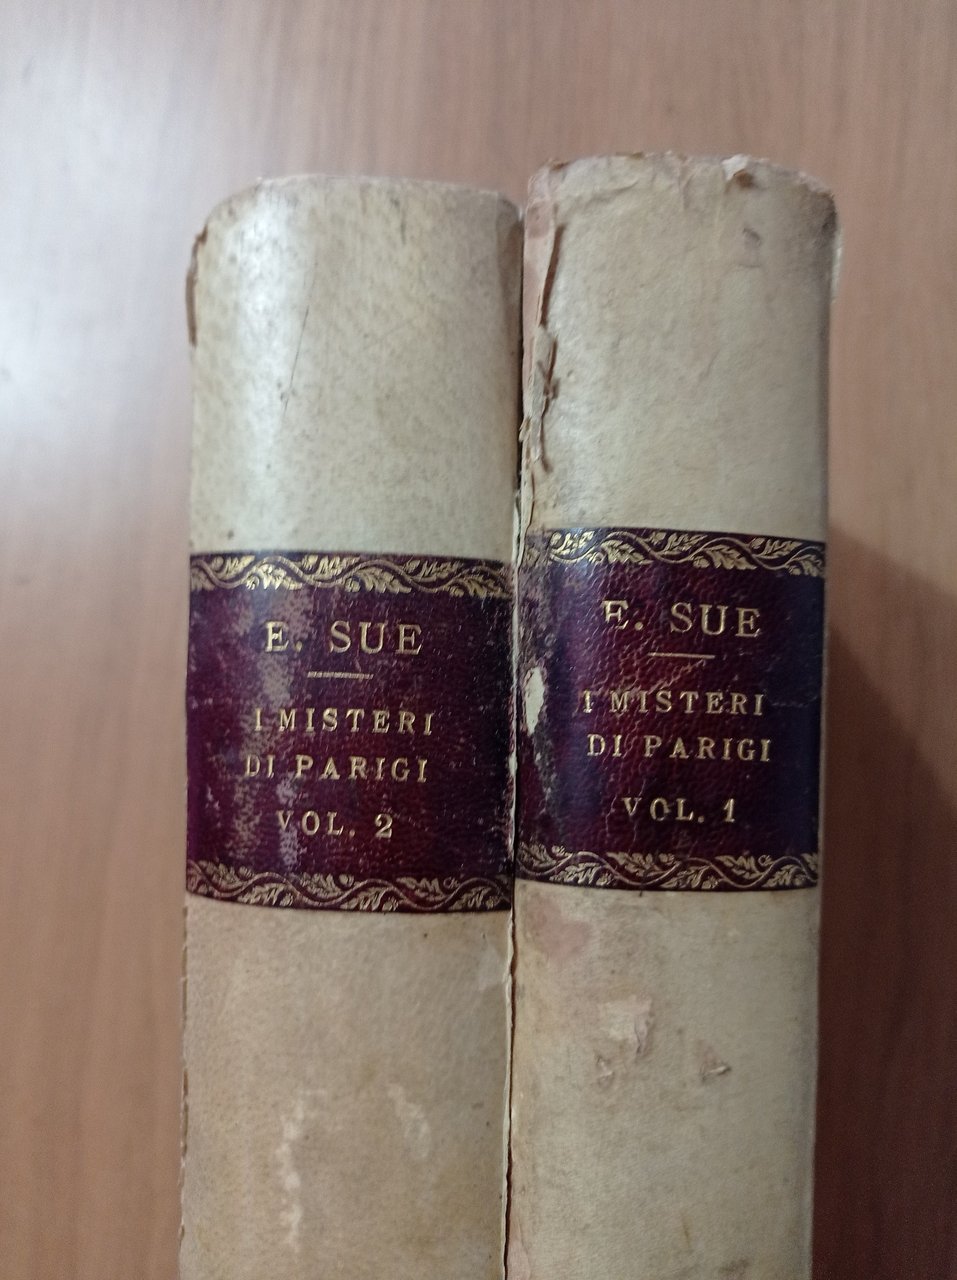 E. SUE
I MISTERI
DI PARIGI
VOL. 2
E. SUE
I MISTERI
DI PARIGI
VOL. 1